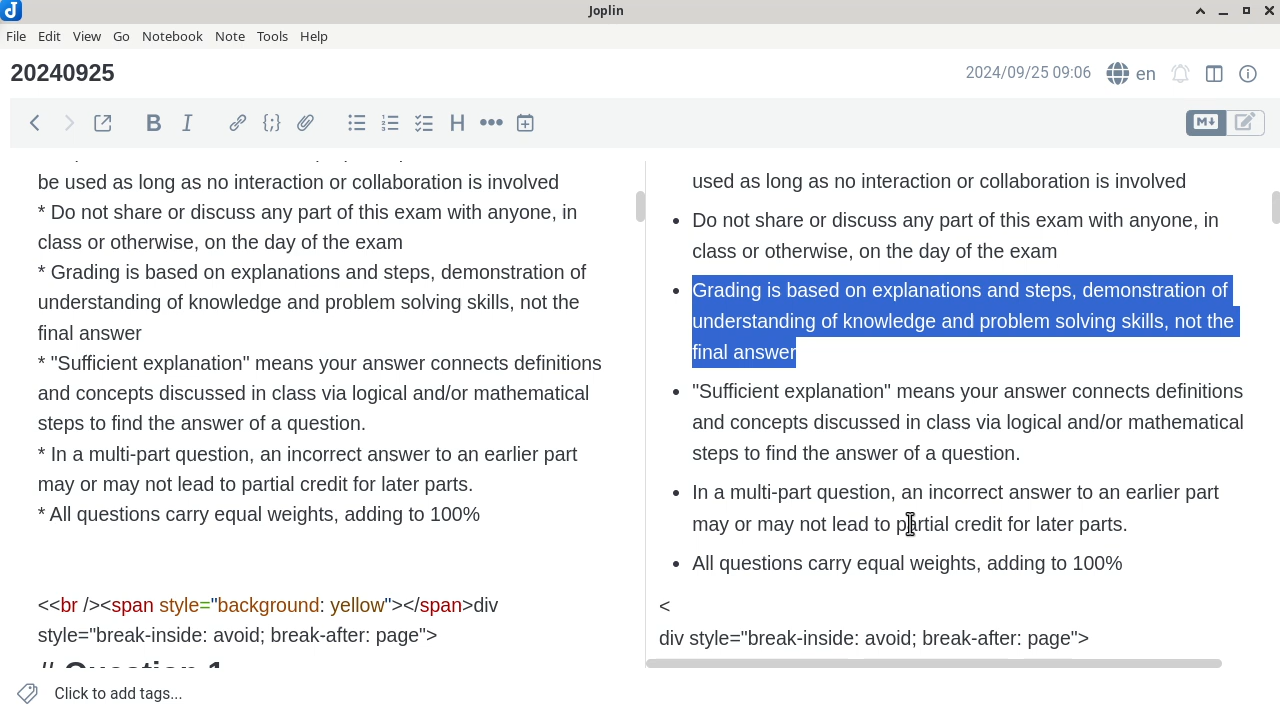 Joplin
File Edit View Go Notebook Note Tools Help
20240925
2024/09/25 09:06
en
be used as long as no interaction or collaboration is involved
* Do not share or discuss any part of this exam with anyone, in
class or otherwise, on the day of the exam
* Grading is based on explanations and steps, demonstration of
understanding of knowledge and problem solving skills, not the
final answer
* "Sufficient explanation" means your answer connects definitions
and concepts discussed in class via logical and/or mathematical
steps to find the answer of a question.
* In a multi-part question, an incorrect answer to an earlier part
may or may not lead to partial credit for later parts.
* All questions carry equal weights, adding to 100%
<<br /><span style="background: yellow"></span>div
style="break-inside: avoid; break-after: page">
# Question 1
used as long as no interaction or collaboration is involved
• Do not share or discuss any part of this exam with anyone, in
class or otherwise, on the day of the exam
• Grading is based on explanations and steps, demonstration of
understanding of knowledge and problem solving skills, not the
final answer
• "Sufficient explanation" means your answer connects definitions
and concepts discussed in class via logical and/or mathematical
steps to find the answer of a question.
• In a multi-part question, an incorrect answer to an earlier part
may or may not lead to partial credit for later parts.
• All questions carry equal weights, adding to 100%
<
div style="break-inside: avoid; break-after: page">
Click to add tags...